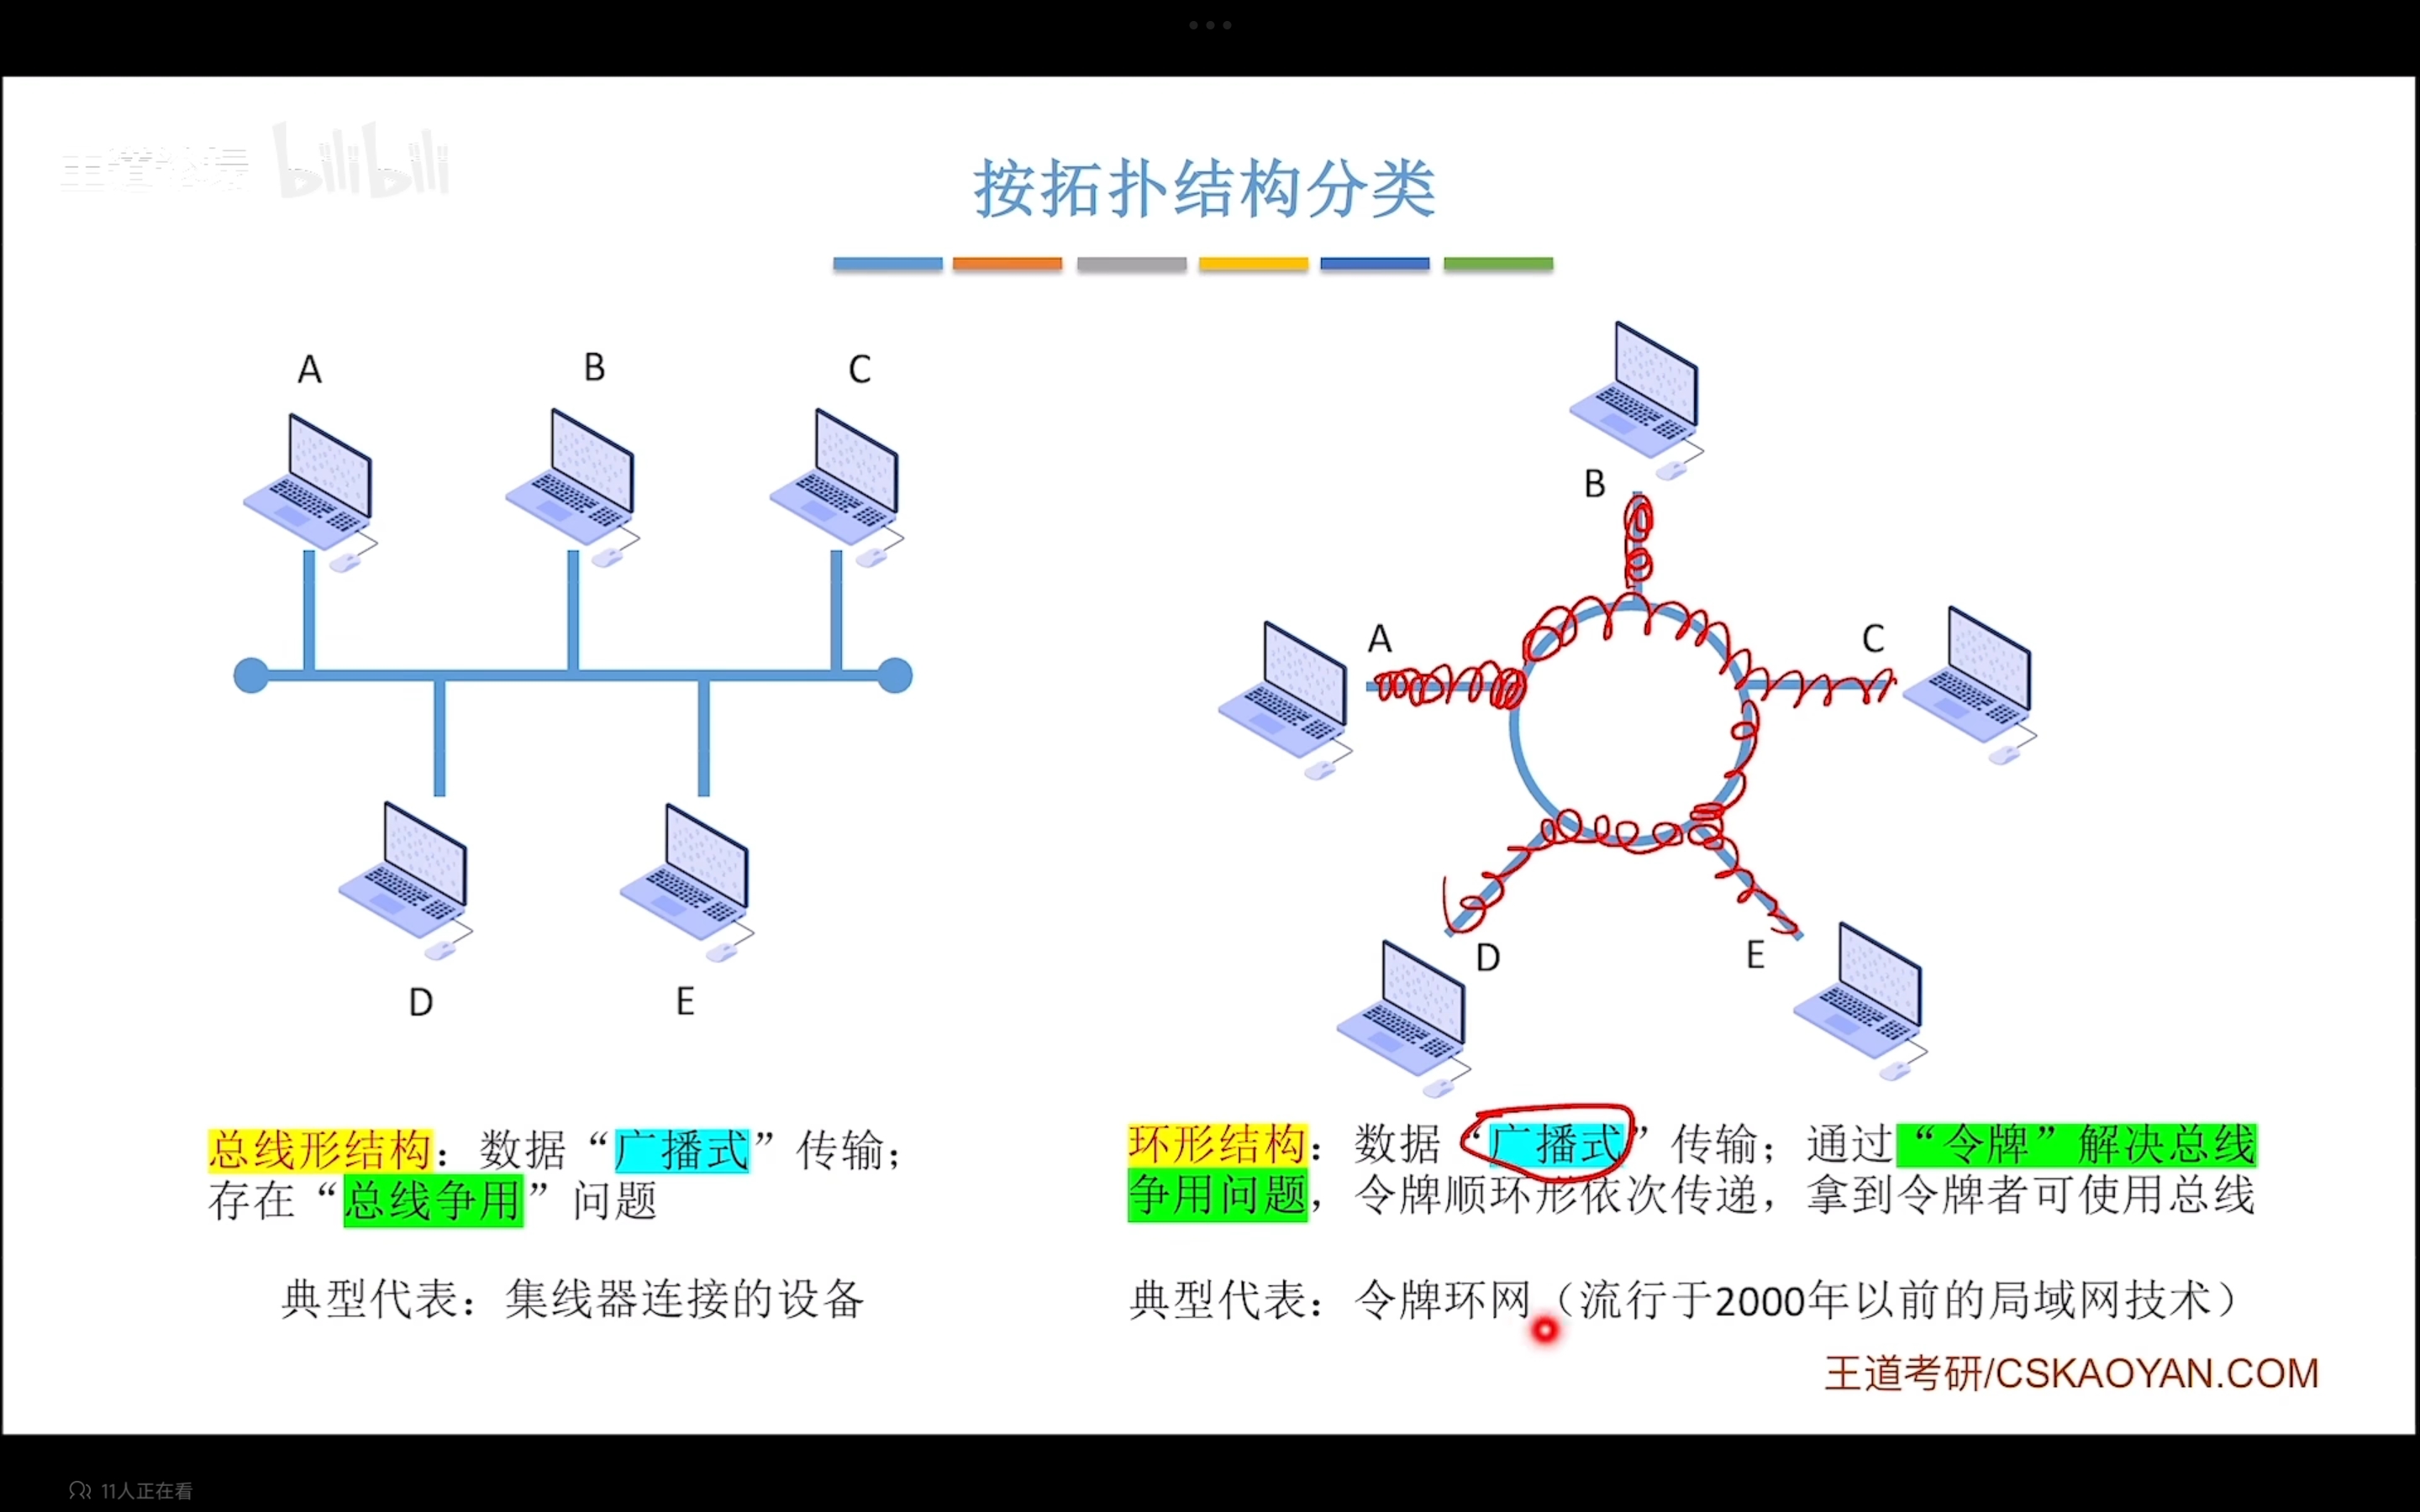 王道论坛 bilibili
按拓扑结构分类
A
B
C
D
E
B
A
C
D
E
总线形结构：数据“广播式”传输；
存在“总线争用”问题
典型代表：集线器连接的设备
环形结构：数据“广播式”传输；通过“令牌”解决总线
争用问题，令牌顺环形依次传递，拿到令牌者可使用总线
典型代表：令牌环网（流行于2000年以前的局域网技术）
王道考研/CSKAOYAN.COM
11人正在看